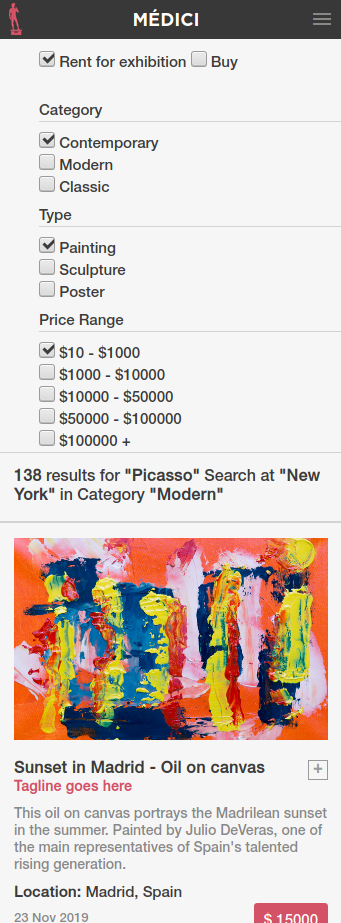 MÉDICI
Rent for exhibition Buy
Category
Contemporary
Modern
Classic
Type
Painting
Sculpture
Poster
Price Range
$10 - $1000
$1000 - $10000
$10000 - $50000
$50000 - $100000
$100000 +
138 results for "Picasso" Search at "New
York" in Category "Modern"
Sunset in Madrid - Oil on canvas
+
Tagline goes here
This oil on canvas portrays the Madrilean sunset
in the summer. Painted by Julio DeVeras, one of
the main representatives of Spain's talented
rising generation.
Location: Madrid, Spain
23 Nov 2019
$ 15000